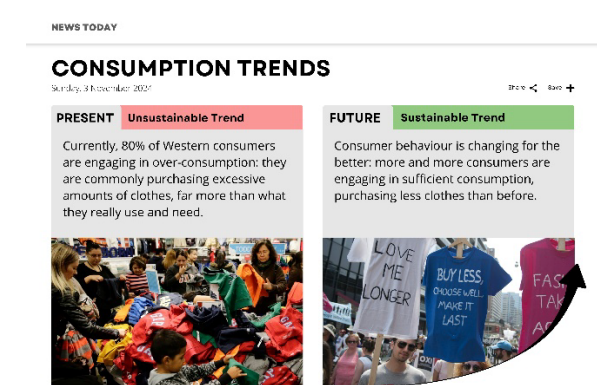 NEWS TODAY
CONSUMPTION TRENDS
Sunday, 3 November 2024
Share
Save
PRESENT Unsustainable Trend
Currently, 80% of Western consumers
are engaging in over-consumption: they
are commonly purchasing excessive
amounts of clothes, far more than what
they really use and need.
FUTURE Sustainable Trend
Consumer behaviour is changing for the
better: more and more consumers are
engaging in sufficient consumption,
purchasing less clothes than before.
LOVE
ME
LONGER
BUY LESS,
CHOOSE WELL,
MAKE IT
LAST